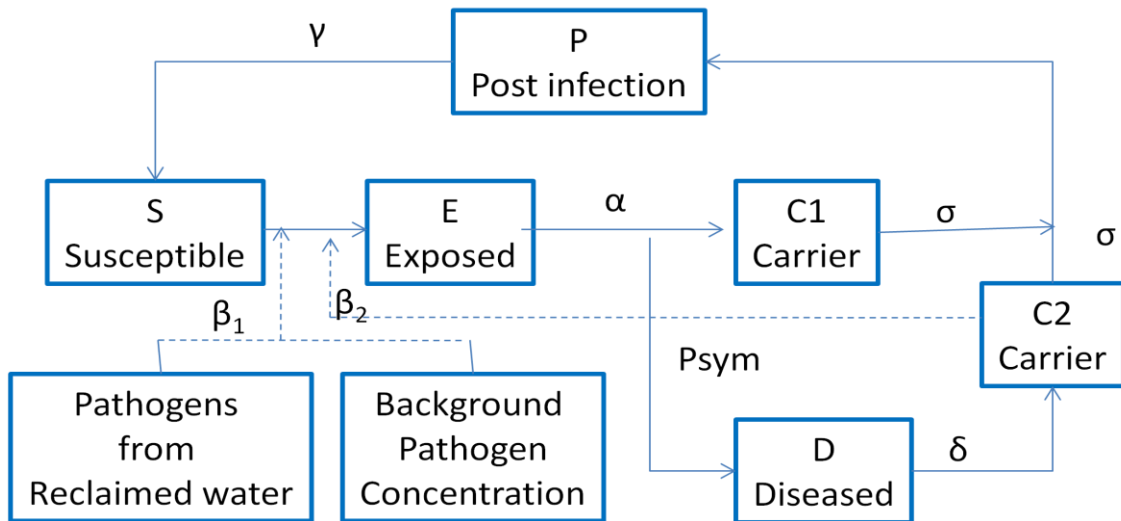 γ
P
Post infection
S
Susceptible
E
Exposed
α
C1
Carrier
σ
σ
β₁
β₂
C2
Carrier
Psym
Pathogens
from
Reclaimed water
Background
Pathogen
Concentration
D
Diseased
δ